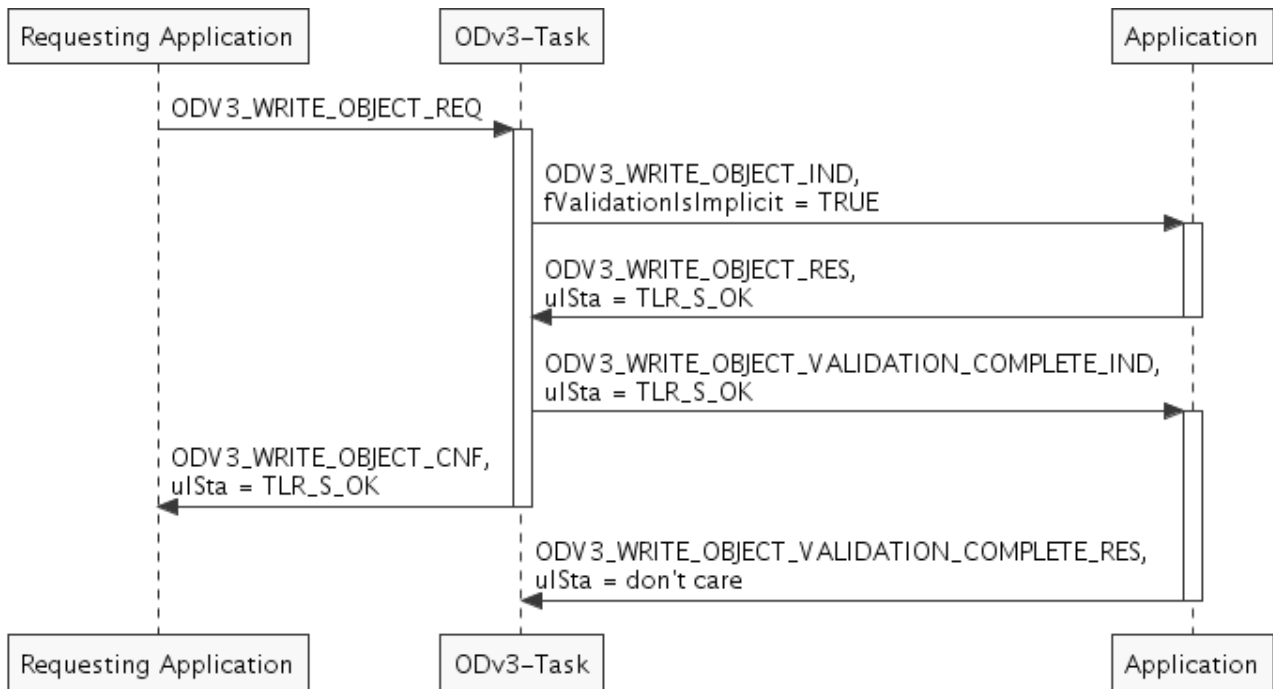 Requesting Application
ODv3-Task
Application
ODV3_WRITE_OBJECT_REQ
ODV3_WRITE_OBJECT_IND,
fValidationIsImplicit = TRUE
ODV3_WRITE_OBJECT_RES,
ulSta = TLR_S_OK
ODV3_WRITE_OBJECT_VALIDATION_COMPLETE_IND,
ulSta = TLR_S_OK
ODV3_WRITE_OBJECT_CNF,
ulSta = TLR_S_OK
ODV3_WRITE_OBJECT_VALIDATION_COMPLETE_RES,
ulSta = don't care
Requesting Application
ODv3-Task
Application